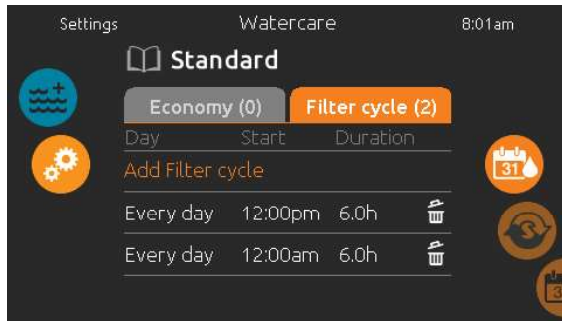 Settings Watercare 8:01am
Standard
Economy (0) Filter cycle (2)
Day Start Duration
Add Filter cycle
Every day 12:00pm 6.0h
Every day 12:00am 6.0h
31
3